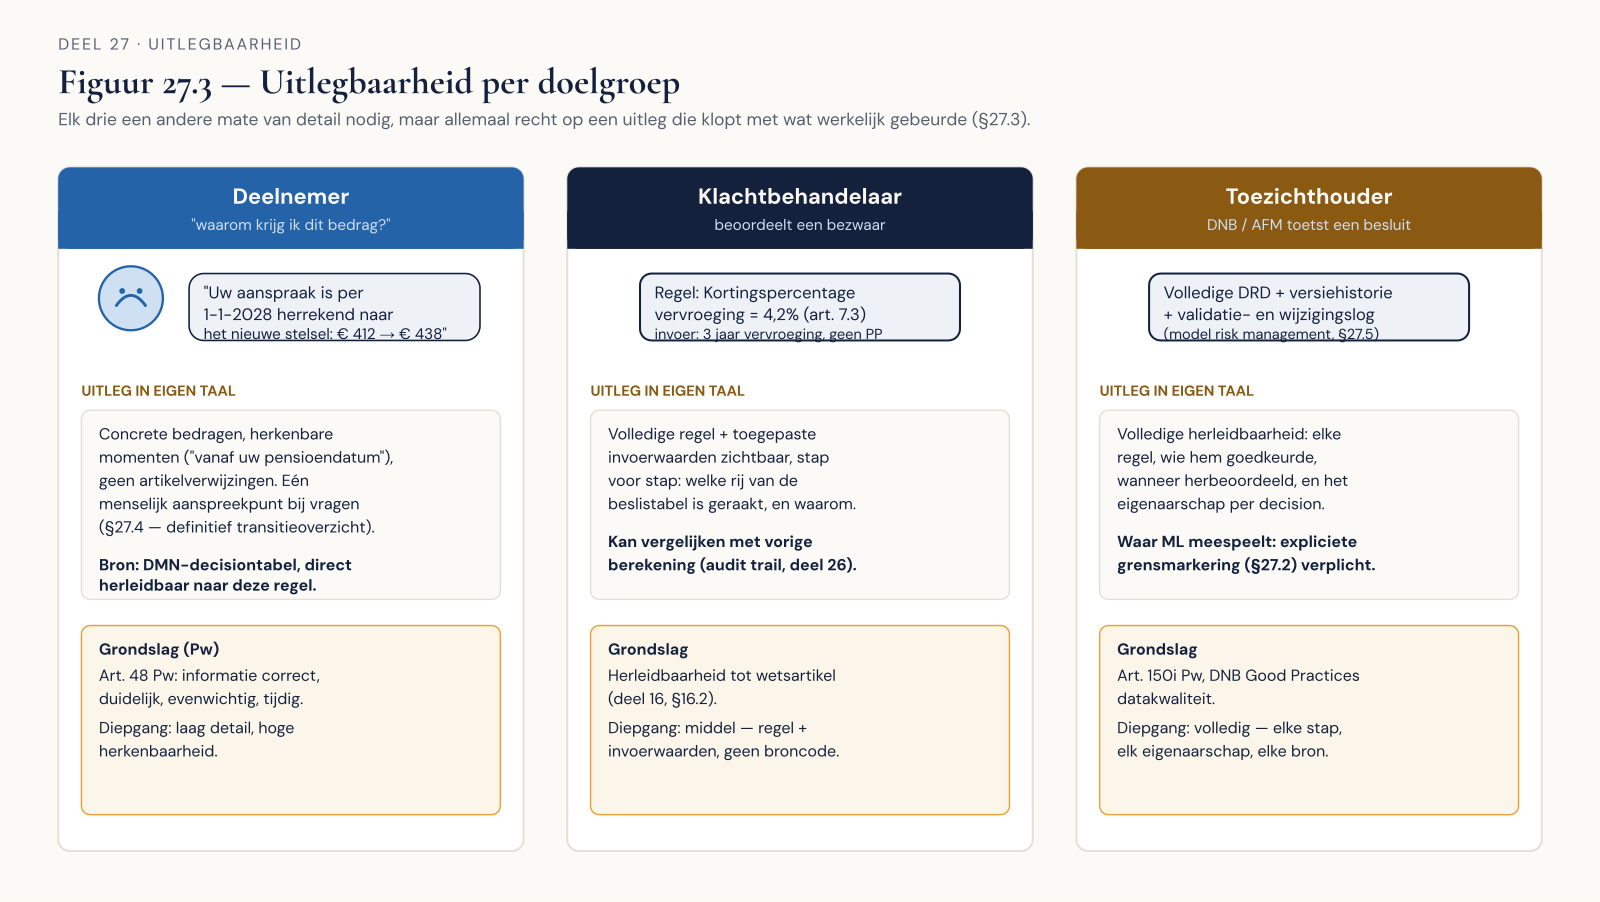 DEEL 27 · UITLEGBAARHEID
Figuur 27.3 — Uitlegbaarheid per doelgroep
Elk drie een andere mate van detail nodig, maar allemaal recht op een uitleg die klopt met wat werkelijk gebeurde (§27.3).
Deelnemer
"waarom krijg ik dit bedrag?"
"Uw aanspraak is per
1-1-2028 herrekend naar
het nieuwe stelsel: € 412 → € 438"
UITLEG IN EIGEN TAAL
Concrete bedragen, herkenbare
momenten ("vanaf uw pensioendatum"),
geen artikelverwijzingen. Eén
menselijk aanspreekpunt bij vragen
(§27.4 — definitief transitieoverzicht).
Bron: DMN-decisiontabel, direct
herleidbaar naar deze regel.
Grondslag (Pw)
Art. 48 Pw: informatie correct,
duidelijk, evenwichtig, tijdig.
Diepgang: laag detail, hoge
herkenbaarheid.
Klachtbehandelaar
beoordeelt een bezwaar
Regel: Kortingspercentage
vervroeging = 4,2% (art. 7.3)
invoer: 3 jaar vervroeging, geen PP
UITLEG IN EIGEN TAAL
Volledige regel + toegepaste
invoerwaarden zichtbaar, stap
voor stap: welke rij van de
beslistabel is geraakt, en waarom.
Kan vergelijken met vorige
berekening (audit trail, deel 26).
Grondslag
Herleidbaarheid tot wetsartikel
(deel 16, §16.2).
Diepgang: middel — regel +
invoerwaarden, geen broncode.
Toezichthouder
DNB / AFM toetst een besluit
Volledige DRD + versiehistorie
+ validatie- en wijzigingslog
(model risk management, §27.5)
UITLEG IN EIGEN TAAL
Volledige herleidbaarheid: elke
regel, wie hem goedkeurde,
wanneer herbeoordeeld, en het
eigenaarschap per decision.
Waar ML meespeelt: expliciete
grensmarkering (§27.2) verplicht.
Grondslag
Art. 150i Pw, DNB Good Practices
datakwaliteit.
Diepgang: volledig — elke stap,
elk eigenaarschap, elke bron.